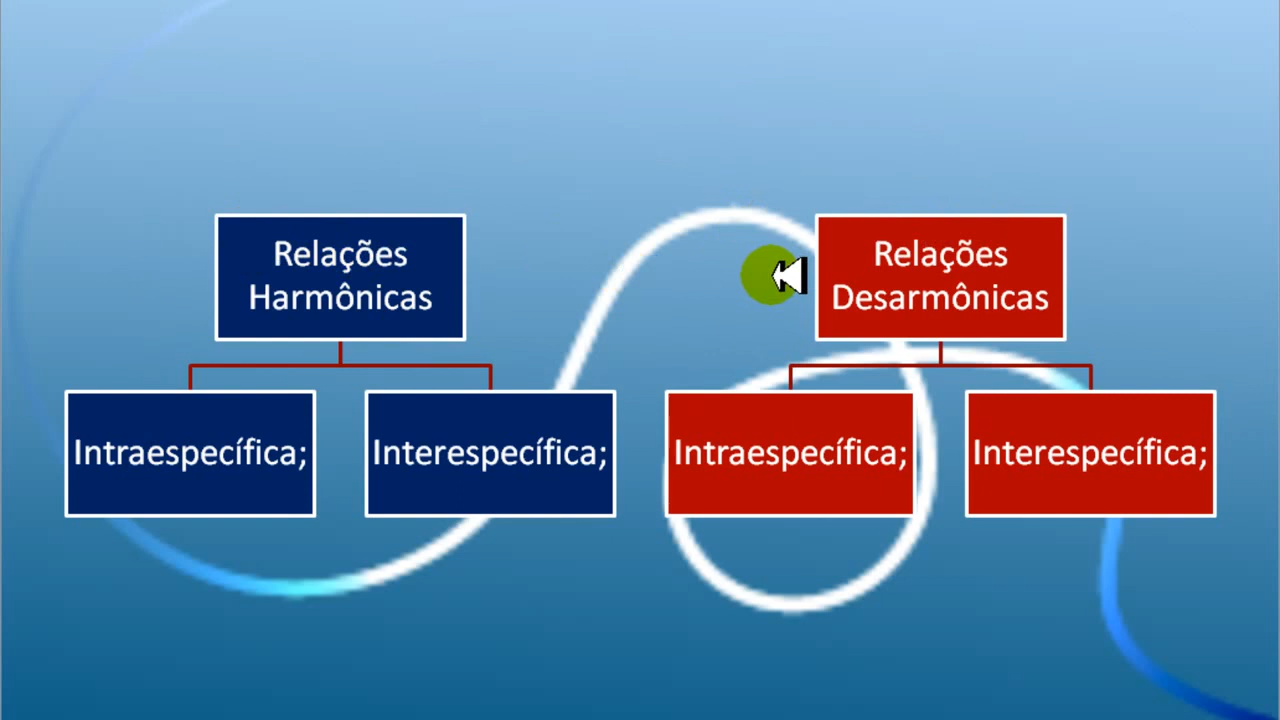 Relações
Harmônicas
Intraespecífica;
Interespecífica;
Relações
Desarmônicas
Intraespecífica;
Interespecífica;